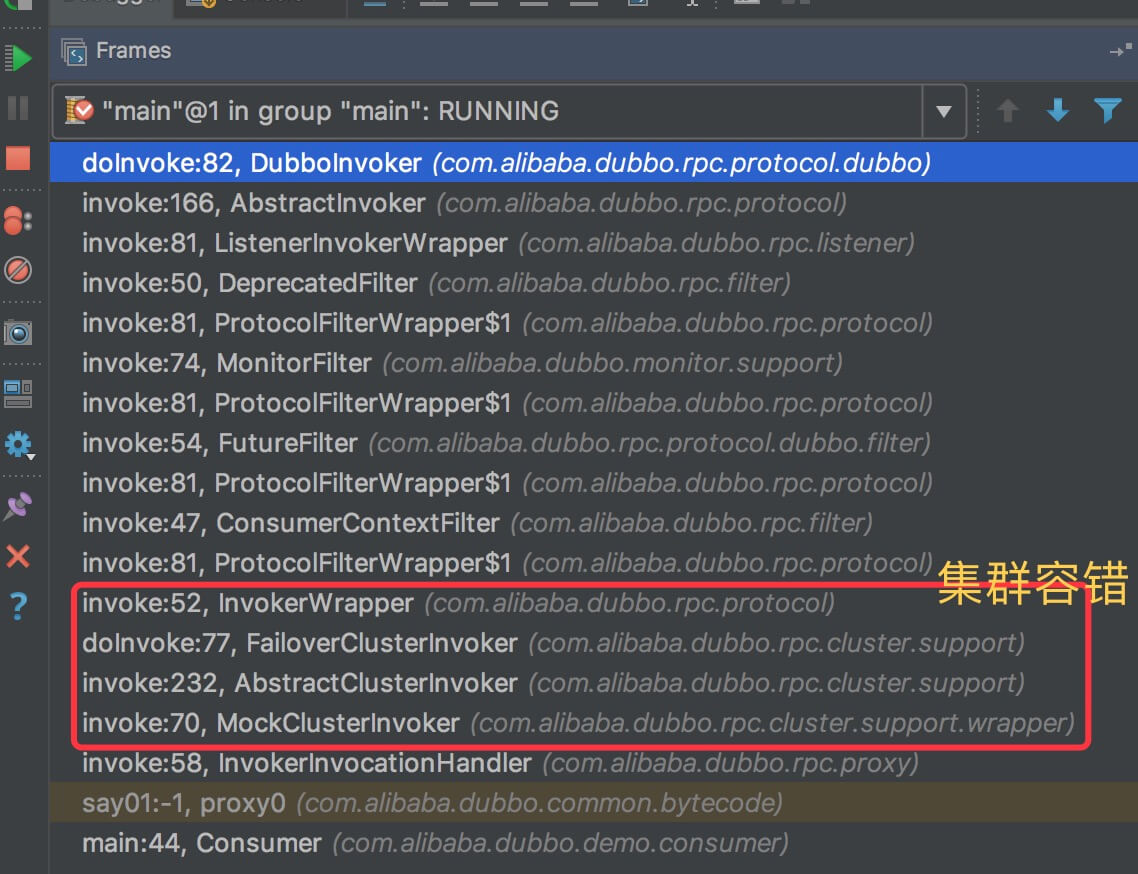 Frames
"main"@1 in group "main": RUNNING
doInvoke:82, DubboInvoker (com.alibaba.dubbo.rpc.protocol.dubbo)
invoke:166, AbstractInvoker (com.alibaba.dubbo.rpc.protocol)
invoke:81, ListenerInvokerWrapper (com.alibaba.dubbo.rpc.listener)
invoke:50, DeprecatedFilter (com.alibaba.dubbo.rpc.filter)
invoke:81, ProtocolFilterWrapper$1 (com.alibaba.dubbo.rpc.protocol)
invoke:74, MonitorFilter (com.alibaba.dubbo.monitor.support)
invoke:81, ProtocolFilterWrapper$1 (com.alibaba.dubbo.rpc.protocol)
invoke:54, FutureFilter (com.alibaba.dubbo.rpc.protocol.dubbo.filter)
invoke:81, ProtocolFilterWrapper$1 (com.alibaba.dubbo.rpc.protocol)
invoke:47, ConsumerContextFilter (com.alibaba.dubbo.rpc.filter)
invoke:81, ProtocolFilterWrapper$1 (com.alibaba.dubbo.rpc.protocol)
集群容错
invoke:52, InvokerWrapper (com.alibaba.dubbo.rpc.protocol)
doInvoke:77, FailoverClusterInvoker (com.alibaba.dubbo.rpc.cluster.support)
invoke:232, AbstractClusterInvoker (com.alibaba.dubbo.rpc.cluster.support)
invoke:70, MockClusterInvoker (com.alibaba.dubbo.rpc.cluster.support.wrapper)
invoke:58, InvokerInvocationHandler (com.alibaba.dubbo.rpc.proxy)
say01:-1, proxy0 (com.alibaba.dubbo.common.bytecode)
main:44, Consumer (com.alibaba.dubbo.demo.consumer)